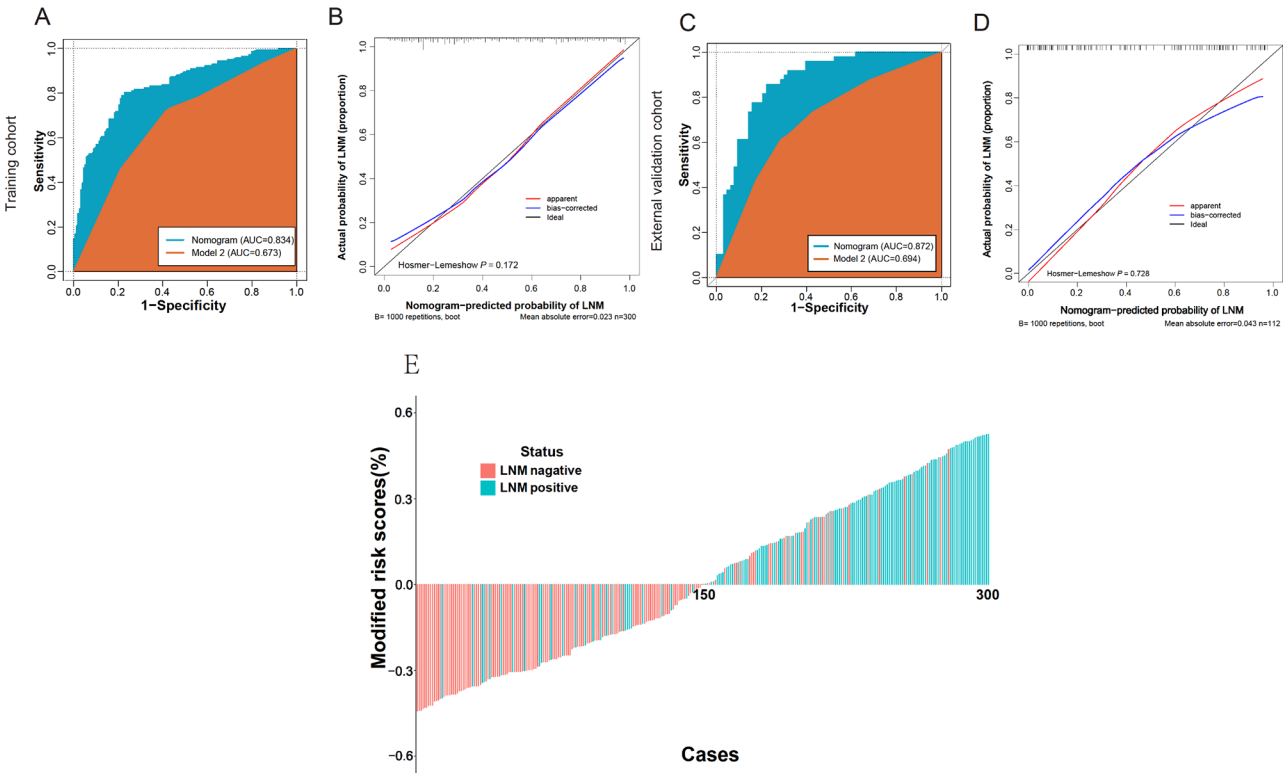 A
Training cohort
Sensitivity
1.0
0.8
0.6
0.4
0.2
0.0
Nomogram (AUC=0.834)
Model 2 (AUC=0.673)
0.0 0.2 0.4 0.6 0.8 1.0
1-Specificity
B
Actual probability of LNM (proportion)
1.0
0.8
0.6
0.4
0.2
0.0
apparent
bias-corrected
Ideal
Hosmer-Lemeshow P = 0.172
0.0 0.2 0.4 0.6 0.8 1.0
Nomogram-predicted probability of LNM
B= 1000 repetitions, boot Mean absolute error=0.023 n=300
C
External validation cohort
Sensitivity
1.0
0.8
0.6
0.4
0.2
0.0
Nomogram (AUC=0.872)
Model 2 (AUC=0.694)
0.0 0.2 0.4 0.6 0.8 1.0
1-Specificity
D
Actual probability of LNM (proportion)
1.0
0.8
0.6
0.4
0.2
0.0
apparent
bias-corrected
Ideal
Hosmer-Lemeshow P = 0.728
0.0 0.2 0.4 0.6 0.8 1.0
Nomogram-predicted probability of LNM
B= 1000 repetitions, boot Mean absolute error=0.043 n=112
E
Modified risk scores(%)
0.6
0.3
0.0
−0.3
−0.6
Status
LNM nagative
LNM positive
150 300
Cases